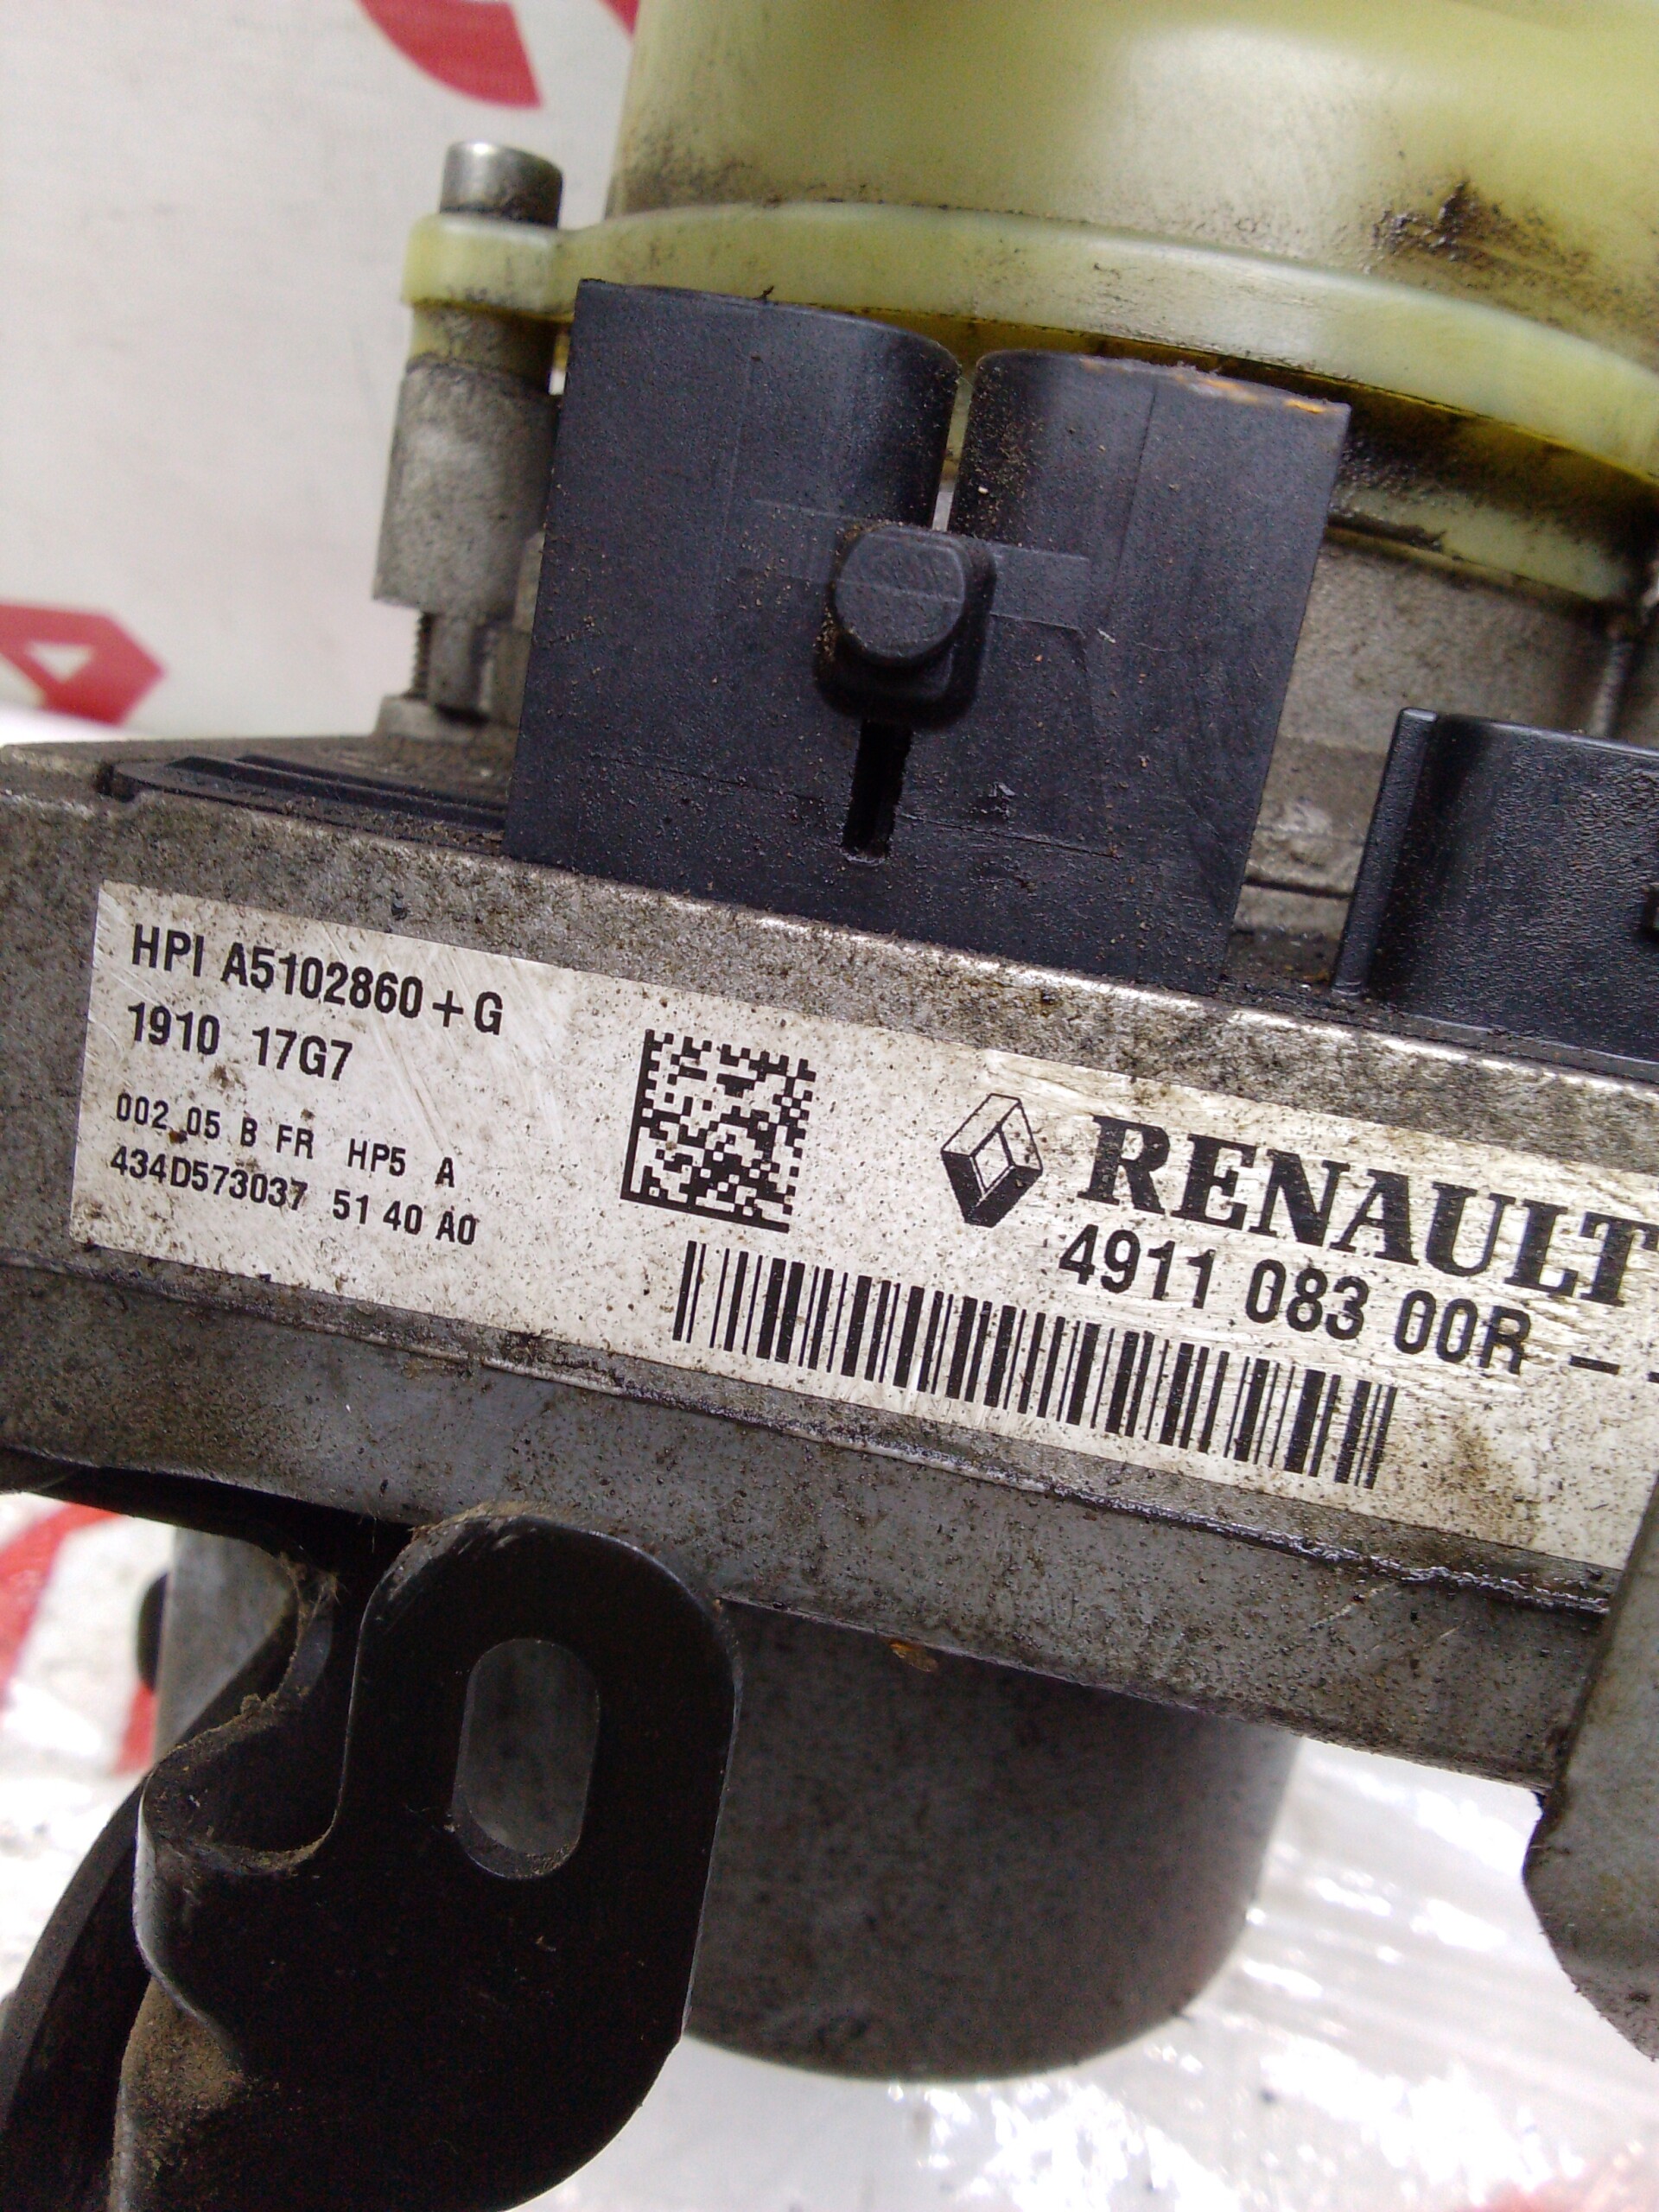 HPI A5102860+G
1910 17G7
002 05 B FR HP5 A
434D573037 51 40 A0
RENAULT
4911 083 00R -